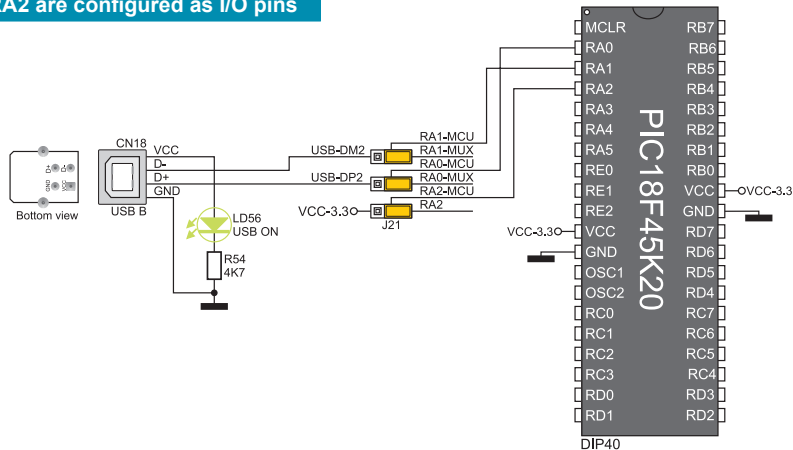 RA2 are configured as I/O pins
CN18
VCC
D-
D+
GND
USB B
Bottom view
D+ D-
GND VCC
LD56
USB ON
R54
4K7
USB-DM2
USB-DP2
VCC-3.3
RA1-MCU
RA1-MUX
RA0-MCU
RA0-MUX
RA2-MCU
RA2
J21
VCC-3.3
PIC18F45K20
MCLR
RA0
RA1
RA2
RA3
RA4
RA5
RE0
RE1
RE2
VCC
GND
OSC1
OSC2
RC0
RC1
RC2
RC3
RD0
RD1
RB7
RB6
RB5
RB4
RB3
RB2
RB1
RB0
VCC
GND
RD7
RD6
RD5
RD4
RC7
RC6
RC5
RC4
RD3
RD2
VCC-3.3
DIP40